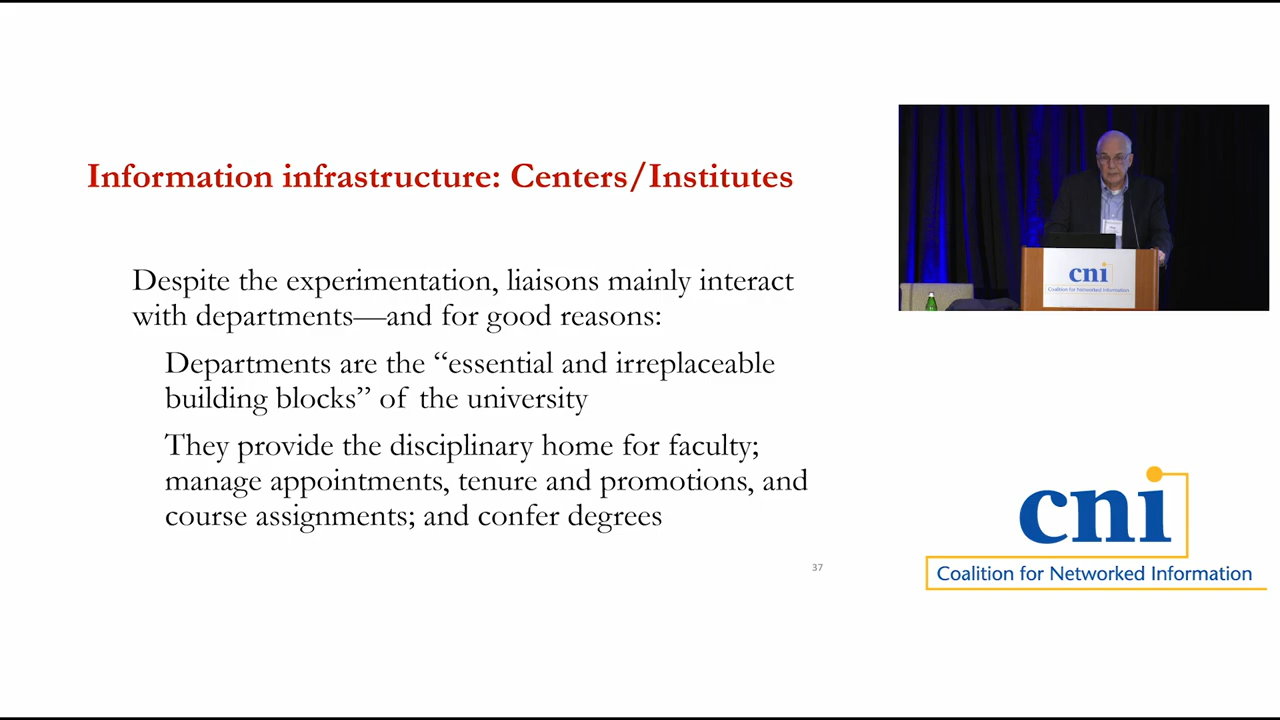 Information infrastructure: Centers/Institutes
Despite the experimentation, liaisons mainly interact
with departments—and for good reasons:
Departments are the “essential and irreplaceable
building blocks” of the university
They provide the disciplinary home for faculty;
manage appointments, tenure and promotions, and
course assignments; and confer degrees
37
cni
Coalition for Networked Information
cni
Coalition for Networked Information